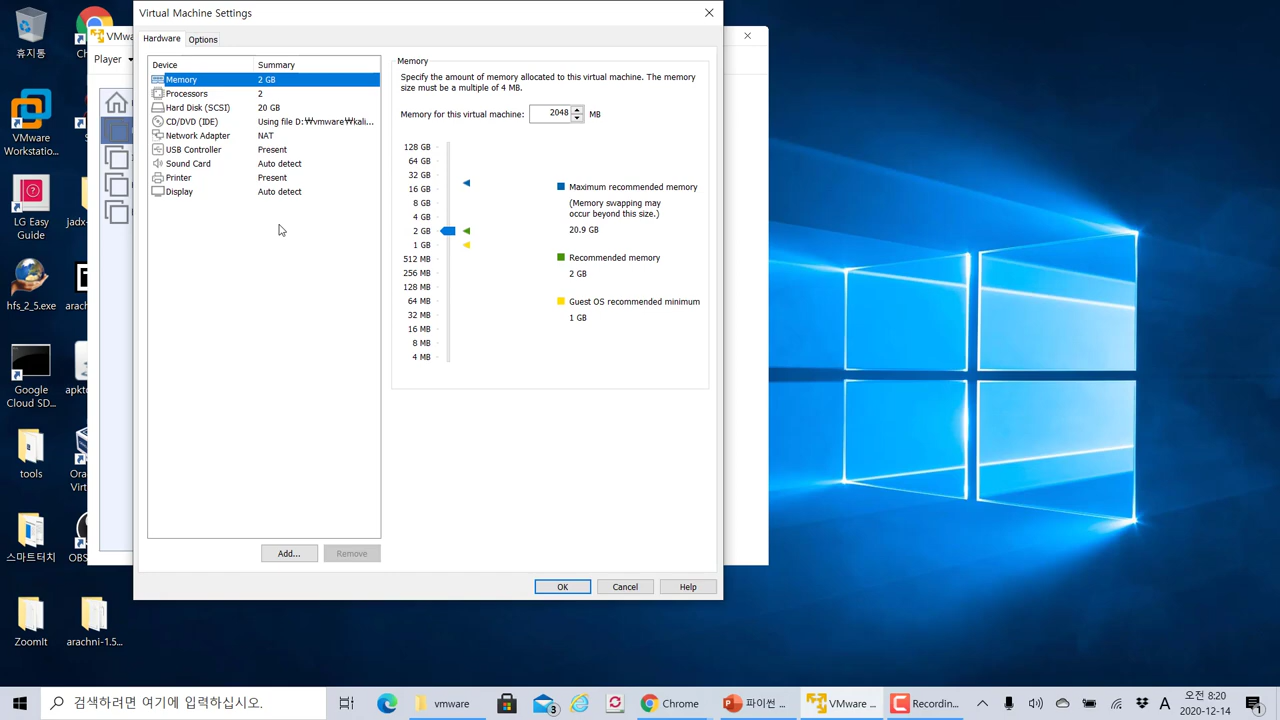 Virtual Machine Settings
Hardware
Options
Device
Summary
Memory
2 GB
Processors
2
Hard Disk (SCSI)
20 GB
CD/DVD (IDE)
Using file D:₩vmware₩kali...
Network Adapter
NAT
USB Controller
Present
Sound Card
Auto detect
Printer
Present
Display
Auto detect
Add...
Remove
Memory
Specify the amount of memory allocated to this virtual machine. The memory
size must be a multiple of 4 MB.
Memory for this virtual machine:
2048
MB
128 GB
64 GB
32 GB
16 GB
8 GB
4 GB
2 GB
1 GB
512 MB
256 MB
128 MB
64 MB
32 MB
16 MB
8 MB
4 MB
Maximum recommended memory
(Memory swapping may
occur beyond this size.)
20.9 GB
Recommended memory
2 GB
Guest OS recommended minimum
1 GB
OK
Cancel
Help
Player
휴지통
VMware
Workstatio...
LG Easy
Guide
jadx-
hfs_2_5.exe
arach
Google
Cloud SD...
apkto
tools
Ora
Virt
스마트터치
OBS
ZoomIt
arachni-1.5...
검색하려면 여기에 입력하십시오.
vmware
3
Chrome
파이썬 ...
VMware ...
Recordin...
A
오전 8:20
2020-12-14
1